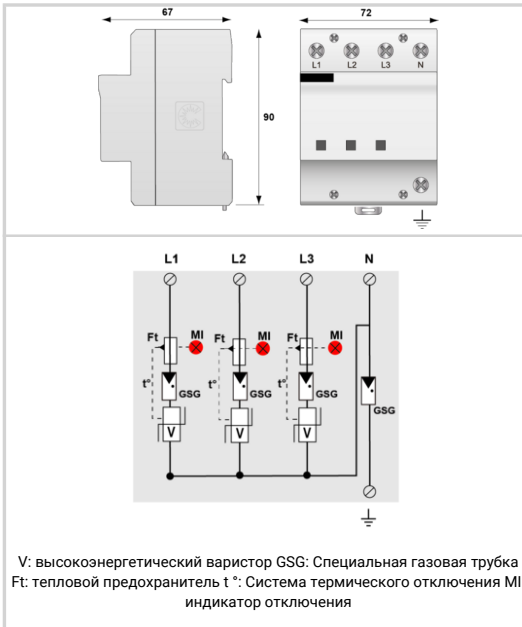 67
72
90
L1 L2 L3 N
L1 L2 L3 N
Ft MI Ft MI Ft MI
t° t° t°
GSG GSG GSG GSG
V V V
V: высокоэнергетический варистор GSG: Специальная газовая трубка
Ft: тепловой предохранитель t °: Система термического отключения MI
индикатор отключения